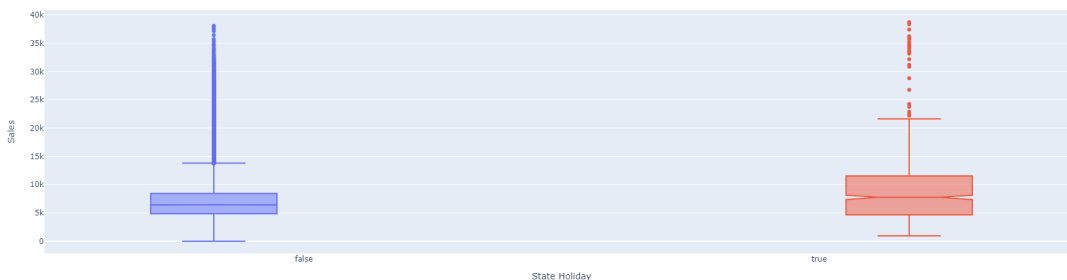 40k
35k
30k
25k
20k
15k
10k
5k
0
Sales
false
true
State Holiday